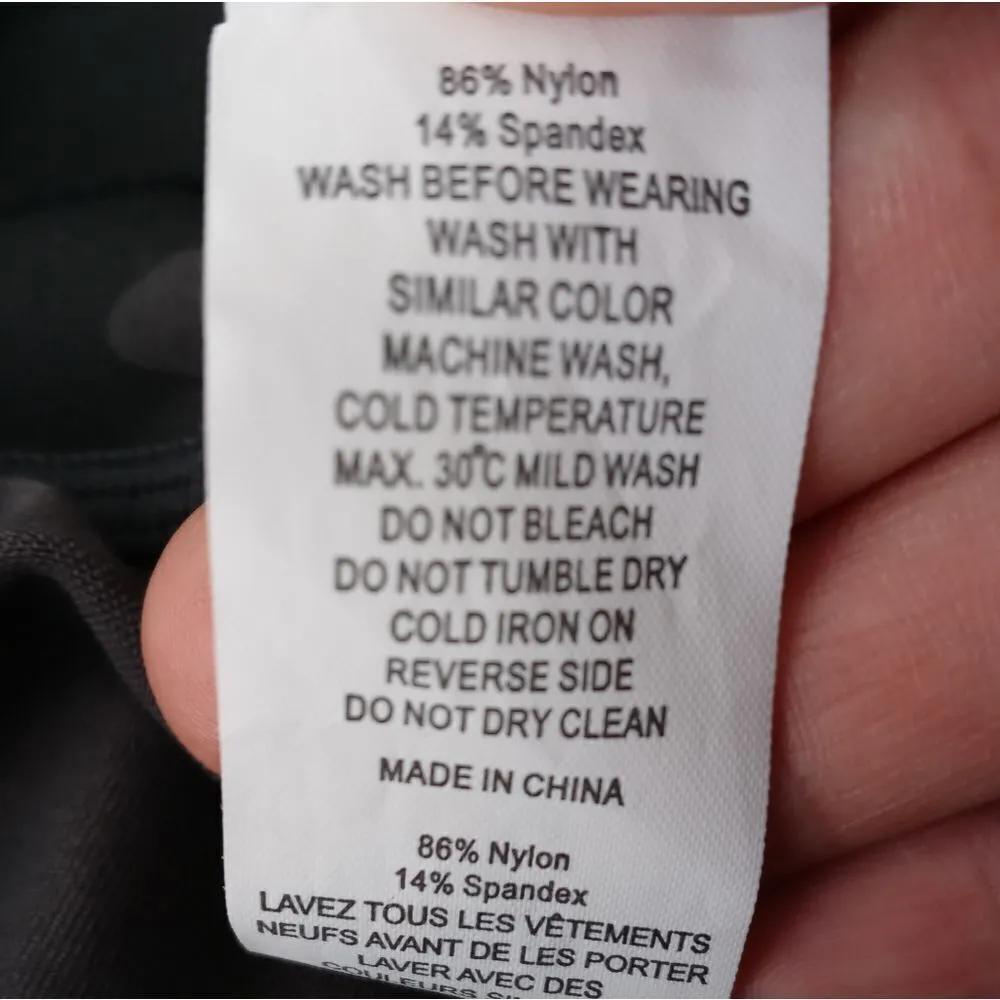 86% Nylon
14% Spandex
WASH BEFORE WEARING
WASH WITH
SIMILAR COLOR
MACHINE WASH,
COLD TEMPERATURE
MAX. 30°C MILD WASH
DO NOT BLEACH
DO NOT TUMBLE DRY
COLD IRON ON
REVERSE SIDE
DO NOT DRY CLEAN
MADE IN CHINA
86% Nylon
14% Spandex
LAVEZ TOUS LES VÊTEMENTS
NEUFS AVANT DE LES PORTER
LAVER AVEC DES
COULEURS